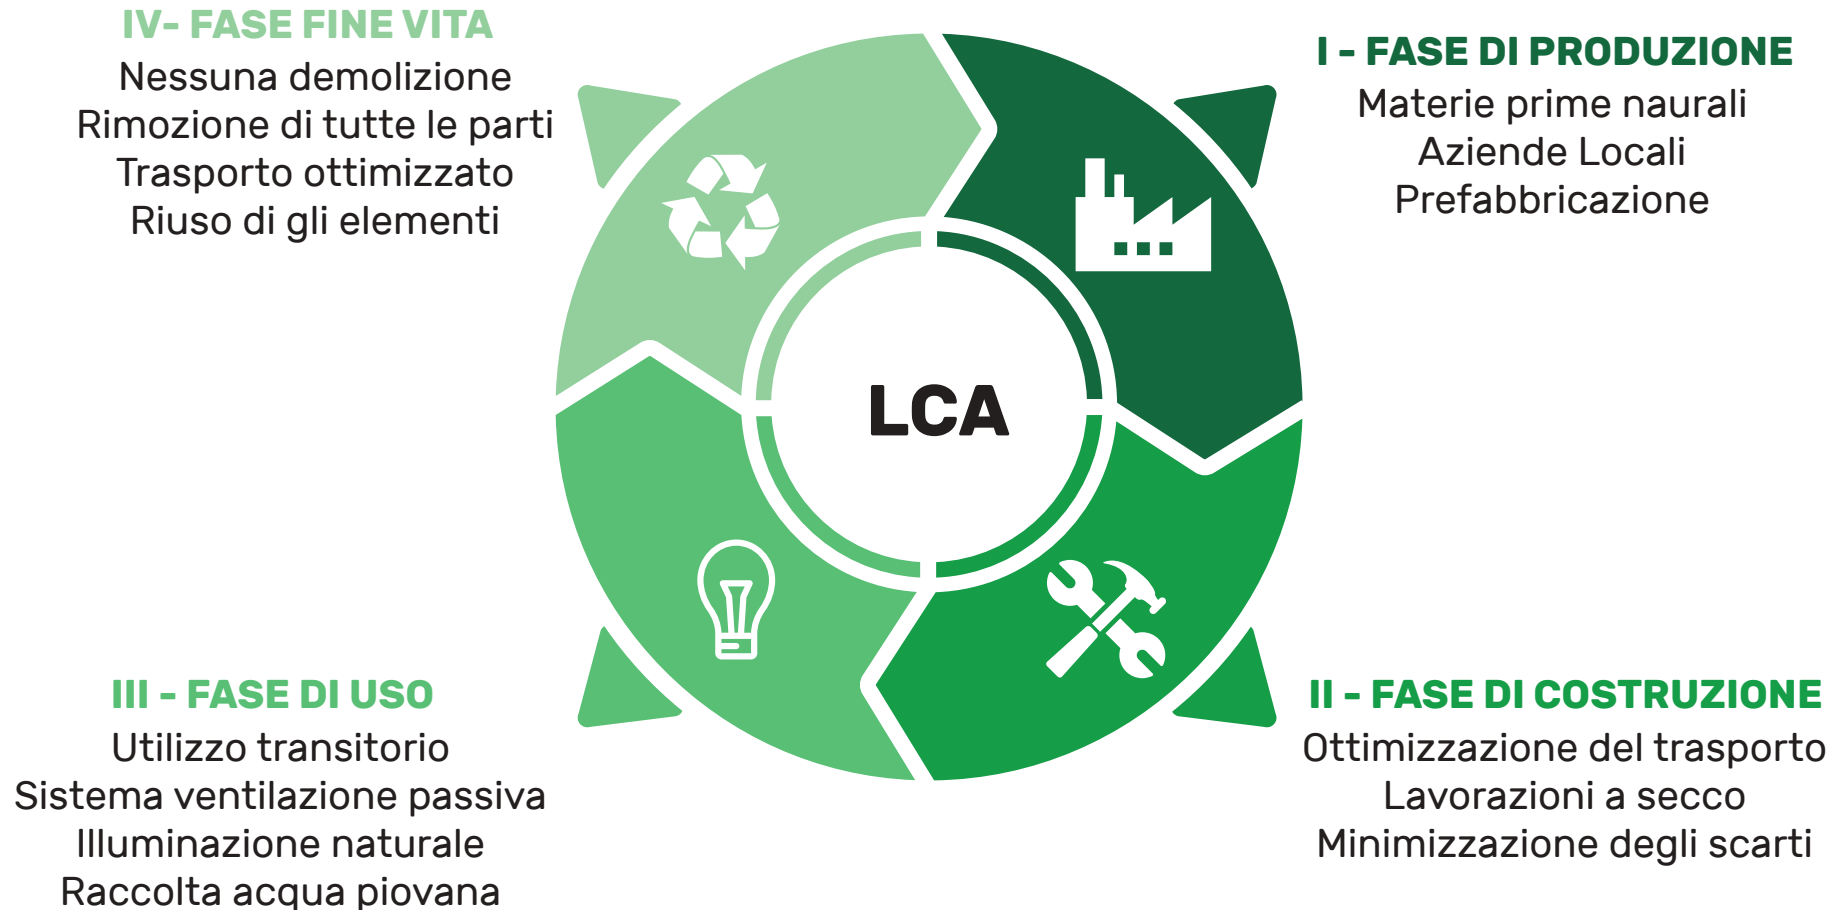 IV- FASE FINE VITA
Nessuna demolizione
Rimozione di tutte le parti
Trasporto ottimizzato
Riuso di gli elementi
I - FASE DI PRODUZIONE
Materie prime naurali
Aziende Locali
Prefabbricazione
LCA
III - FASE DI USO
Utilizzo transitorio
Sistema ventilazione passiva
Illuminazione naturale
Raccolta acqua piovana
II - FASE DI COSTRUZIONE
Ottimizzazione del trasporto
Lavorazioni a secco
Minimizzazione degli scarti